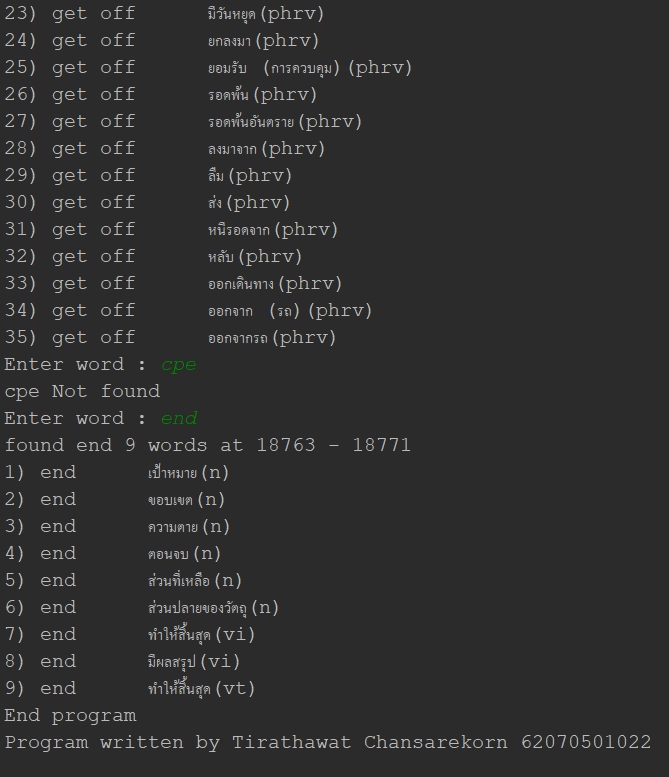 23) get off มีวันหยุด(phrv)
24) get off ยกลงมา(phrv)
25) get off ยอมรับ (การควบคุม)(phrv)
26) get off รอดพ้น(phrv)
27) get off รอดพ้นอันตราย(phrv)
28) get off ลงมาจาก(phrv)
29) get off ลืม(phrv)
30) get off ส่ง(phrv)
31) get off หนีรอดจาก(phrv)
32) get off หลับ(phrv)
33) get off ออกเดินทาง(phrv)
34) get off ออกจาก (รถ)(phrv)
35) get off ออกจากรถ(phrv)
Enter word : cpe
cpe Not found
Enter word : end
found end 9 words at 18763 - 18771
1) end เป้าหมาย(n)
2) end ขอบเขต(n)
3) end ความตาย(n)
4) end ตอนจบ(n)
5) end ส่วนที่เหลือ(n)
6) end ส่วนปลายของวัตถุ(n)
7) end ทำให้สิ้นสุด(vi)
8) end มีผลสรุป(vi)
9) end ทำให้สิ้นสุด(vt)
End program
Program written by Tirathawat Chansarekorn 62070501022